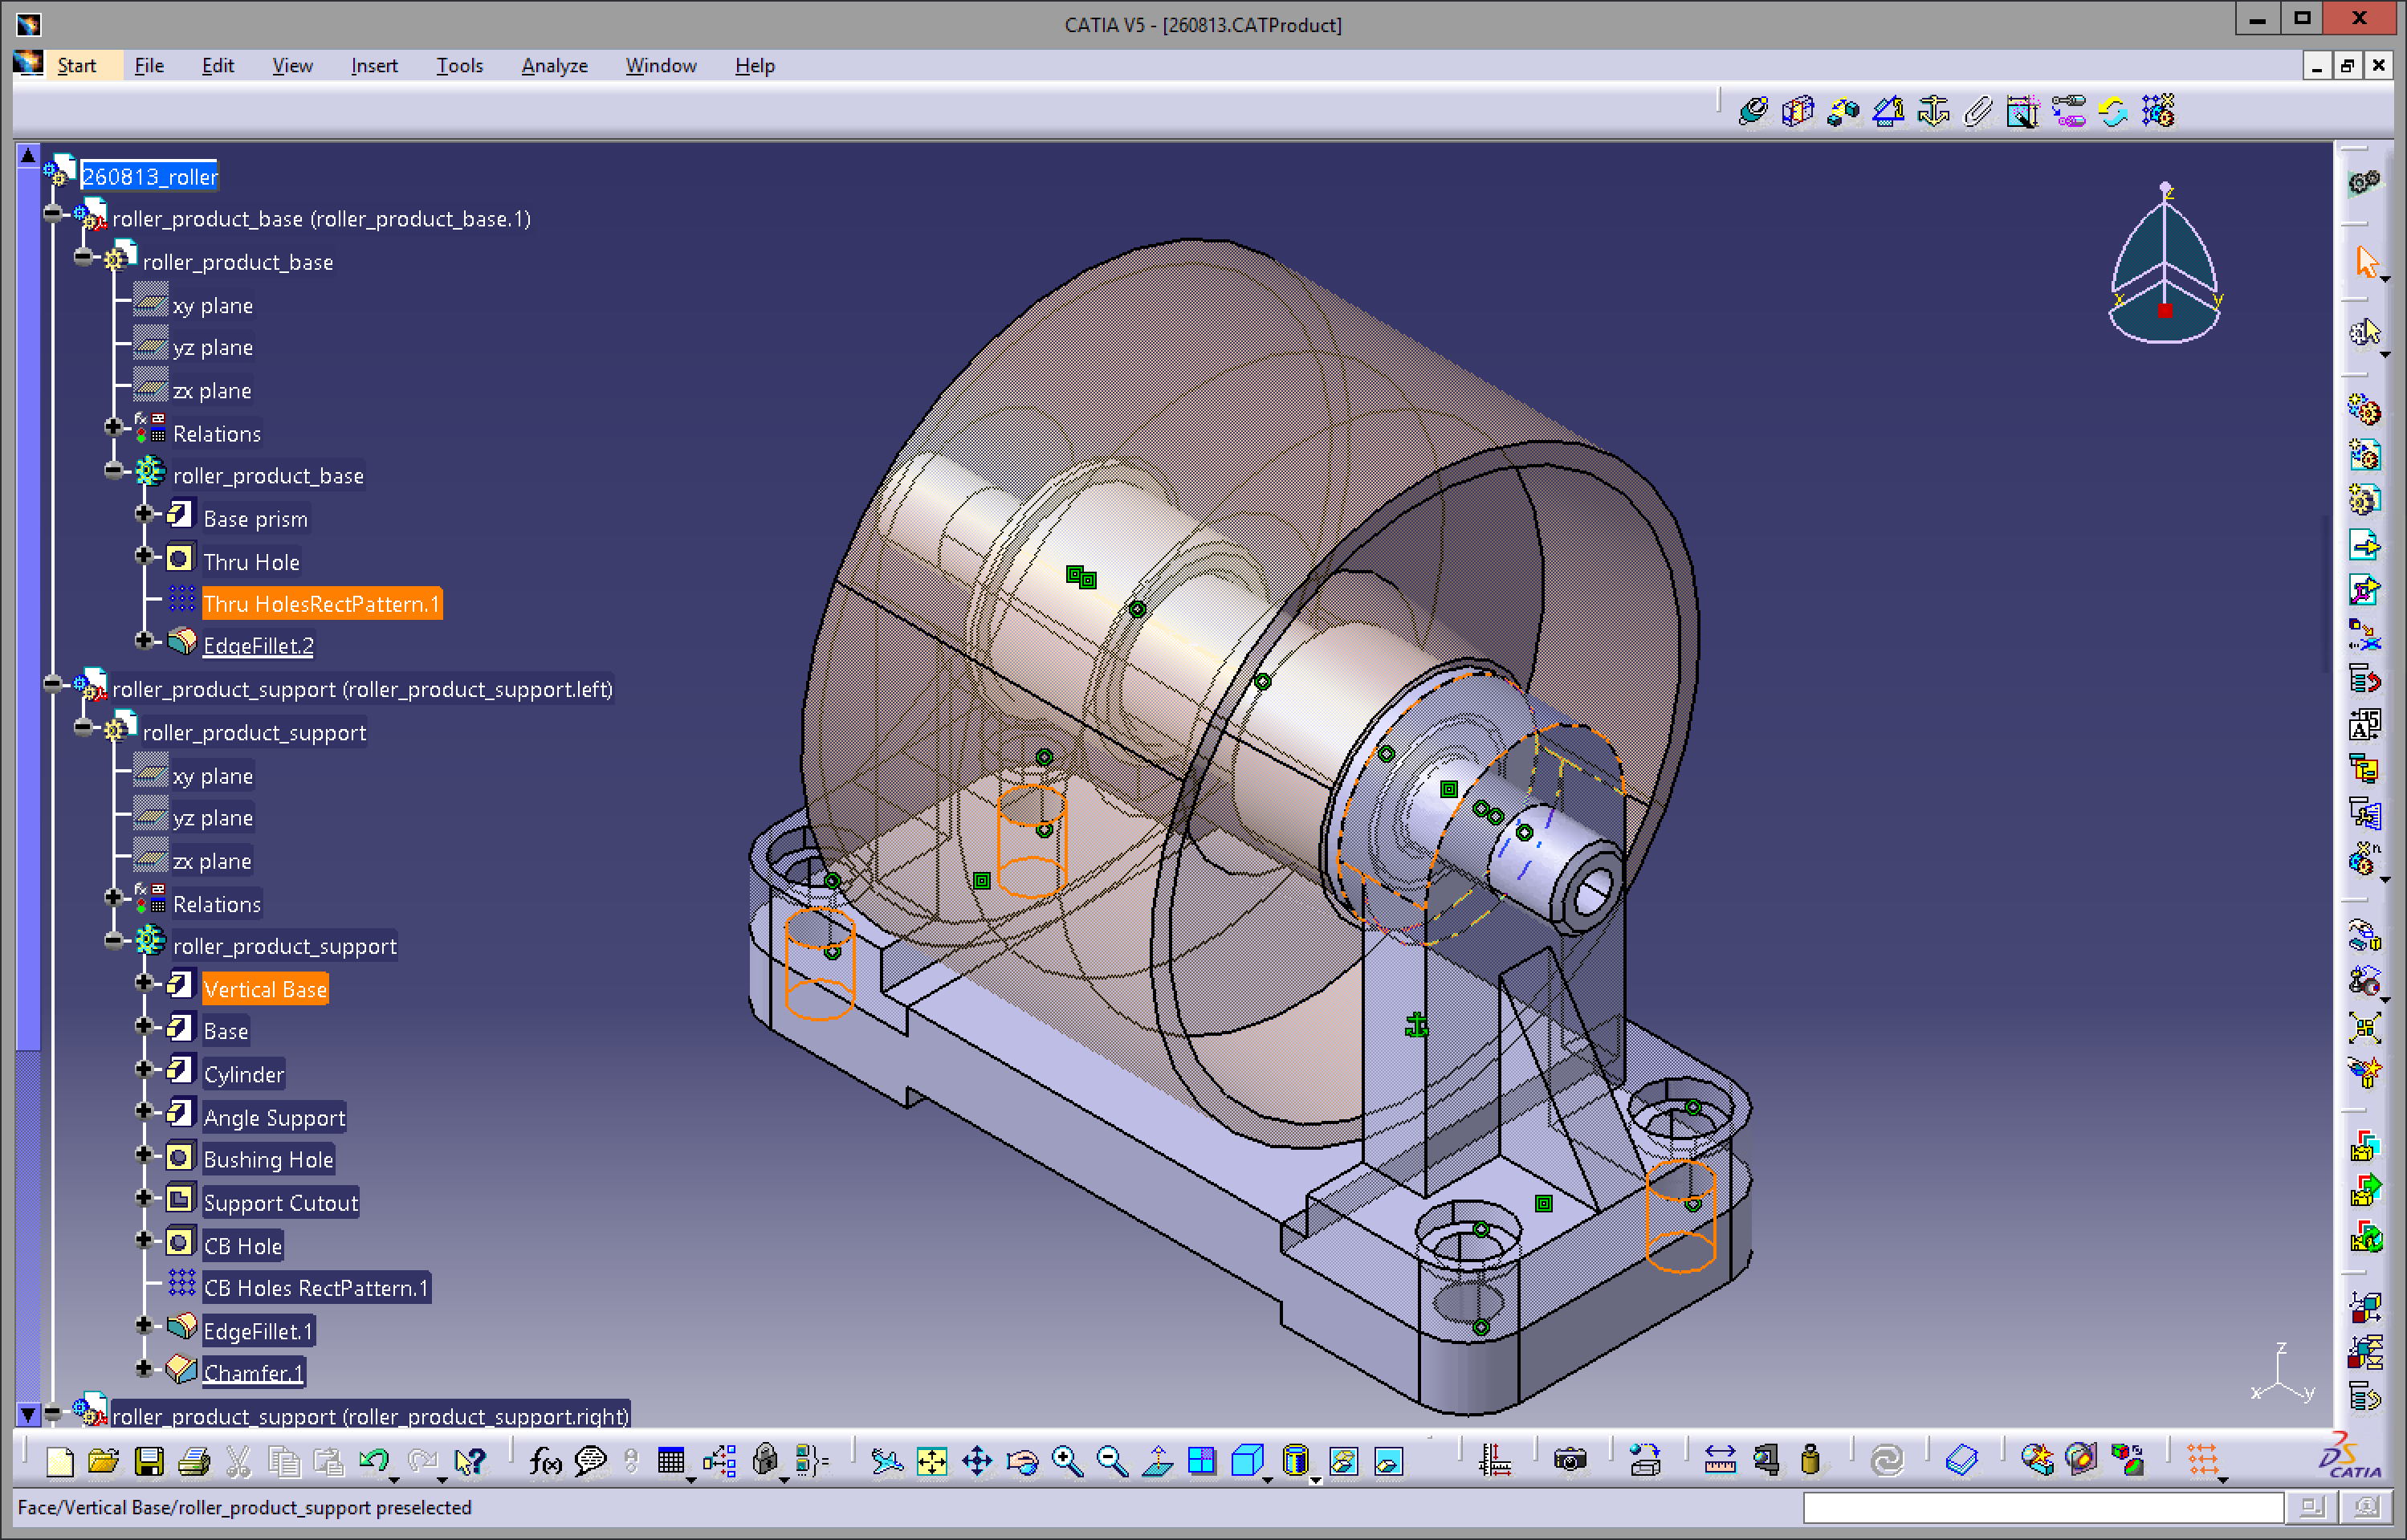 CATIA V5 - [260813.CATProduct]
Start File Edit View Insert Tools Analyze Window Help
260813_roller
roller_product_base (roller_product_base.1)
roller_product_base
xy plane
yz plane
zx plane
Relations
roller_product_base
Base prism
Thru Hole
Thru HolesRectPattern.1
EdgeFillet.2
roller_product_support (roller_product_support.left)
roller_product_support
xy plane
yz plane
zx plane
Relations
roller_product_support
Vertical Base
Base
Cylinder
Angle Support
Bushing Hole
Support Cutout
CB Hole
CB Holes RectPattern.1
EdgeFillet.1
Chamfer.1
roller_product_support (roller_product_support.right)
z
x y
z
x y
f(x)
CATIA
Face/Vertical Base/roller_product_support preselected